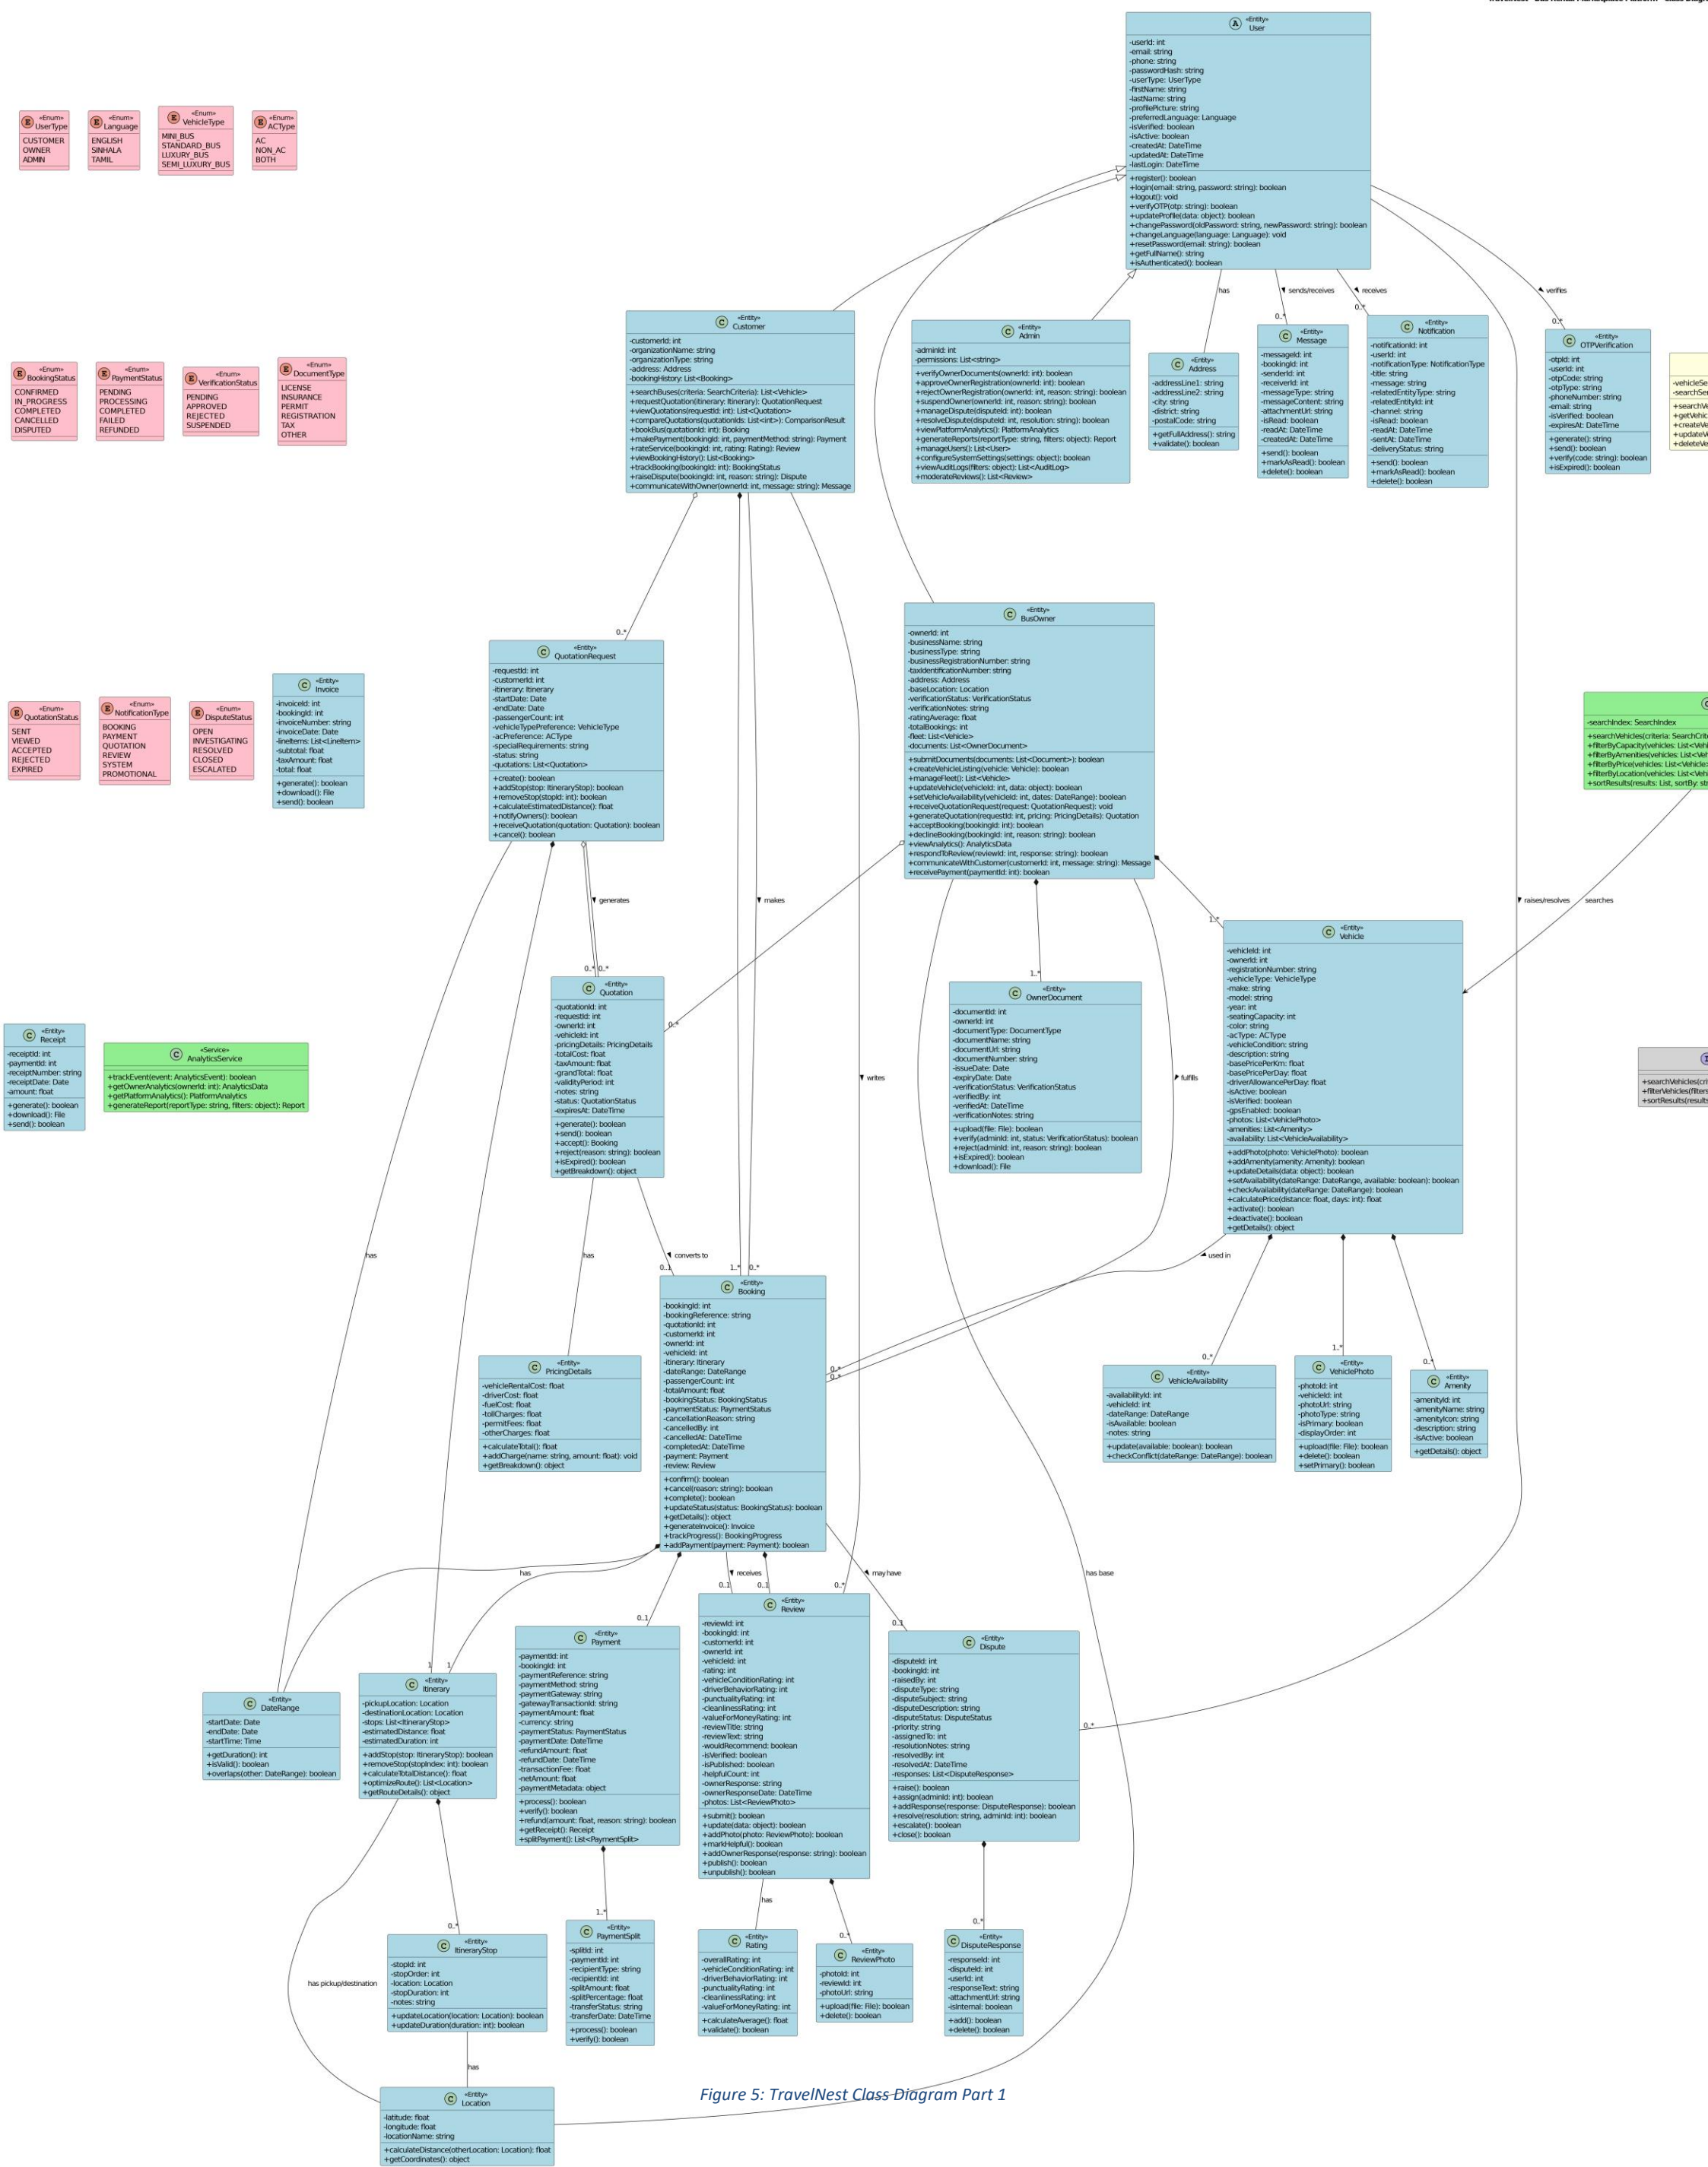 «Entity»
User
-userId: int
-email: string
-phone: string
-passwordHash: string
-userType: UserType
-firstName: string
-lastName: string
-profilePicture: string
-preferredLanguage: Language
-isVerified: boolean
-isActive: boolean
-createdAt: DateTime
-updatedAt: DateTime
-lastLogin: DateTime
+register(): boolean
+login(email: string, password: string): boolean
+logout(): void
+verifyOTP(otp: string): boolean
+updateProfile(data: object): boolean
+changePassword(oldPassword: string, newPassword: string): boolean
+changeLanguage(language: Language): void
+resetPassword(email: string): boolean
+getFullName(): string
+isAuthenticated(): boolean
«Enum»
UserType
CUSTOMER
OWNER
ADMIN
«Enum»
Language
ENGLISH
SINHALA
TAMIL
«Enum»
VehicleType
MINI_BUS
STANDARD_BUS
LUXURY_BUS
SEMI_LUXURY_BUS
«Enum»
ACType
AC
NON_AC
BOTH
has
sends/receives
receives
verifies
0..*
0..*
0..*
«Enum»
BookingStatus
CONFIRMED
IN_PROGRESS
COMPLETED
CANCELLED
DISPUTED
«Enum»
PaymentStatus
PENDING
PROCESSING
COMPLETED
FAILED
REFUNDED
«Enum»
VerificationStatus
PENDING
APPROVED
REJECTED
SUSPENDED
«Enum»
DocumentType
LICENSE
INSURANCE
PERMIT
REGISTRATION
TAX
OTHER
«Entity»
Customer
-customerId: int
-organizationName: string
-organizationType: string
-address: Address
-bookingHistory: List<Booking>
+searchBuses(criteria: SearchCriteria): List<Vehicle>
+requestQuotation(itinerary: Itinerary): QuotationRequest
+viewQuotations(requestId: int): List<Quotation>
+compareQuotations(quotationIds: List<int>): ComparisonResult
+bookBus(quotationId: int): Booking
+makePayment(bookingId: int, paymentMethod: string): Payment
+rateService(bookingId: int, rating: Rating): Review
+viewBookingHistory(): List<Booking>
+trackBooking(bookingId: int): BookingStatus
+raiseDispute(bookingId: int, reason: string): Dispute
+communicateWithOwner(ownerId: int, message: string): Message
«Entity»
Admin
-adminId: int
-permissions: List<string>
+verifyOwnerDocuments(ownerId: int): boolean
+approveOwnerRegistration(ownerId: int): boolean
+rejectOwnerRegistration(ownerId: int, reason: string): boolean
+suspendOwner(ownerId: int, reason: string): boolean
+manageDispute(disputeId: int): boolean
+resolveDispute(disputeId: int, resolution: string): boolean
+viewPlatformAnalytics(): PlatformAnalytics
+generateReports(reportType: string, filters: object): Report
+manageUsers(): List<User>
+configureSystemSettings(settings: object): boolean
+viewAuditLogs(filters: object): List<AuditLog>
+moderateReviews(): List<Review>
«Entity»
Address
-addressLine1: string
-addressLine2: string
-city: string
-district: string
-postalCode: string
+getFullAddress(): string
+validate(): boolean
«Entity»
Message
-messageId: int
-bookingId: int
-senderId: int
-receiverId: int
-messageType: string
-messageContent: string
-attachmentUrl: string
-isRead: boolean
-readAt: DateTime
-createdAt: DateTime
+send(): boolean
+markAsRead(): boolean
+delete(): boolean
«Entity»
Notification
-notificationId: int
-userId: int
-notificationType: NotificationType
-title: string
-message: string
-relatedEntityType: string
-relatedEntityId: int
-channel: string
-isRead: boolean
-readAt: DateTime
-sentAt: DateTime
-deliveryStatus: string
+send(): boolean
+markAsRead(): boolean
+delete(): boolean
«Entity»
OTPVerification
-otpId: int
-userId: int
-otpCode: string
-otpType: string
-phoneNumber: string
-email: string
-isVerified: boolean
-expiresAt: DateTime
+generate(): string
+send(): boolean
+verify(code: string): boolean
+isExpired(): boolean
0..*
«Enum»
QuotationStatus
SENT
VIEWED
ACCEPTED
REJECTED
EXPIRED
«Enum»
NotificationType
BOOKING
PAYMENT
QUOTATION
REVIEW
SYSTEM
PROMOTIONAL
«Enum»
DisputeStatus
OPEN
INVESTIGATING
RESOLVED
CLOSED
ESCALATED
«Entity»
Invoice
-invoiceId: int
-bookingId: int
-invoiceNumber: string
-invoiceDate: Date
-lineItems: List<LineItem>
-subtotal: float
-taxAmount: float
-total: float
+generate(): boolean
+download(): File
+send(): boolean
«Entity»
QuotationRequest
-requestId: int
-customerId: int
-itinerary: Itinerary
-startDate: Date
-endDate: Date
-passengerCount: int
-vehicleTypePreference: VehicleType
-acPreference: ACType
-specialRequirements: string
-status: string
-quotations: List<Quotation>
+create(): boolean
+addStop(stop: ItineraryStop): boolean
+removeStop(stopId: int): boolean
+calculateEstimatedDistance(): float
+notifyOwners(): boolean
+receiveQuotation(quotation: Quotation): boolean
+cancel(): boolean
«Entity»
BusOwner
-ownerId: int
-businessName: string
-businessType: string
-businessRegistrationNumber: string
-taxIdentificationNumber: string
-address: Address
-baseLocation: Location
-verificationStatus: VerificationStatus
-verificationNotes: string
-ratingAverage: float
-totalBookings: int
-fleet: List<Vehicle>
-documents: List<OwnerDocument>
+submitDocuments(documents: List<Document>): boolean
+createVehicleListing(vehicle: Vehicle): boolean
+manageFleet(): List<Vehicle>
+updateVehicle(vehicleId: int, data: object): boolean
+setVehicleAvailability(vehicleId: int, dates: DateRange): boolean
+receiveQuotationRequest(request: QuotationRequest): void
+generateQuotation(requestId: int, pricing: PricingDetails): Quotation
+acceptBooking(bookingId: int): boolean
+declineBooking(bookingId: int, reason: string): boolean
+viewAnalytics(): AnalyticsData
+respondToReview(reviewId: int, response: string): boolean
+communicateWithCustomer(customerId: int, message: string): Message
+receivePayment(paymentId: int): boolean
-searchIndex: SearchIndex
generates
makes
raises/resolves
searches
1..*
0..*
0..*
1..*
0..*
«Entity»
Receipt
-receiptId: int
-paymentId: int
-receiptNumber: string
-receiptDate: Date
-amount: float
+generate(): boolean
+download(): File
+send(): boolean
«Service»
AnalyticsService
+trackEvent(event: AnalyticsEvent): boolean
+getOwnerAnalytics(ownerId: int): AnalyticsData
+getPlatformAnalytics(): PlatformAnalytics
+generateReport(reportType: string, filters: object): Report
«Entity»
Quotation
-quotationId: int
-requestId: int
-ownerId: int
-vehicleId: int
-pricingDetails: PricingDetails
-totalCost: float
-taxAmount: float
-grandTotal: float
-validityPeriod: int
-notes: string
-status: QuotationStatus
-expiresAt: DateTime
+generate(): boolean
+send(): boolean
+accept(): Booking
+reject(reason: string): boolean
+isExpired(): boolean
+getBreakdown(): object
writes
«Entity»
OwnerDocument
-documentId: int
-ownerId: int
-documentType: DocumentType
-documentName: string
-documentUrl: string
-documentNumber: string
-issueDate: Date
-expiryDate: Date
-verificationStatus: VerificationStatus
-verifiedBy: int
-verifiedAt: DateTime
-verificationNotes: string
+upload(file: File): boolean
+verify(adminId: int, status: VerificationStatus): boolean
+reject(adminId: int, reason: string): boolean
+isExpired(): boolean
+download(): File
fulfills
«Entity»
Vehicle
-vehicleId: int
-ownerId: int
-registrationNumber: string
-vehicleType: VehicleType
-make: string
-model: string
-year: int
-seatingCapacity: int
-color: string
-acType: ACType
-vehicleCondition: string
-description: string
-basePricePerKm: float
-basePricePerDay: float
-driverAllowancePerDay: float
-isActive: boolean
-isVerified: boolean
-gpsEnabled: boolean
-photos: List<VehiclePhoto>
-amenities: List<Amenity>
-availability: List<VehicleAvailability>
+addPhoto(photo: VehiclePhoto): boolean
+addAmenity(amenity: Amenity): boolean
+updateDetails(data: object): boolean
+setAvailability(dateRange: DateRange, available: boolean): boolean
+checkAvailability(dateRange: DateRange): boolean
+calculatePrice(distance: float, days: int): float
+activate(): boolean
+deactivate(): boolean
+getDetails(): object
has
has
converts to
used in
0..1
1..*
0..*
«Entity»
PricingDetails
-vehicleRentalCost: float
-driverCost: float
-fuelCost: float
-tollCharges: float
-permitFees: float
-otherCharges: float
+calculateTotal(): float
+addCharge(name: string, amount: float): void
+getBreakdown(): object
«Entity»
Booking
-bookingId: int
-bookingReference: string
-quotationId: int
-customerId: int
-ownerId: int
-vehicleId: int
-itinerary: Itinerary
-dateRange: DateRange
-passengerCount: int
-totalAmount: float
-bookingStatus: BookingStatus
-paymentStatus: PaymentStatus
-cancellationReason: string
-cancelledBy: int
-cancelledAt: DateTime
-completedAt: DateTime
-payment: Payment
-review: Review
+confirm(): boolean
+cancel(reason: string): boolean
+complete(): boolean
+updateStatus(status: BookingStatus): boolean
+getDetails(): object
+generateInvoice(): Invoice
+trackProgress(): BookingProgress
+addPayment(payment: Payment): boolean
0..*
0..*
0..*
1..*
0..*
«Entity»
VehicleAvailability
-availabilityId: int
-vehicleId: int
-dateRange: DateRange
-isAvailable: boolean
-notes: string
+update(available: boolean): boolean
+checkConflict(dateRange: DateRange): boolean
«Entity»
VehiclePhoto
-photoId: int
-vehicleId: int
-photoUrl: string
-photoType: string
-isPrimary: boolean
-displayOrder: int
+upload(file: File): boolean
+delete(): boolean
+setPrimary(): boolean
«Entity»
Amenity
-amenityId: int
-amenityName: string
-amenityIcon: string
-description: string
-isActive: boolean
+getDetails(): object
has
receives
may have
has base
0..1
0..1
0..1
0..*
0..1
1
1
0..*
«Entity»
DateRange
-startDate: Date
-endDate: Date
-startTime: Time
+getDuration(): int
+isValid(): boolean
+overlaps(other: DateRange): boolean
«Entity»
Itinerary
-pickupLocation: Location
-destinationLocation: Location
-stops: List<ItineraryStop>
-estimatedDistance: float
-estimatedDuration: int
+addStop(stop: ItineraryStop): boolean
+removeStop(stopIndex: int): boolean
+calculateTotalDistance(): float
+optimizeRoute(): List<Location>
+getRouteDetails(): object
«Entity»
Payment
-paymentId: int
-bookingId: int
-paymentReference: string
-paymentMethod: string
-paymentGateway: string
-gatewayTransactionId: string
-paymentAmount: float
-currency: string
-paymentStatus: PaymentStatus
-paymentDate: DateTime
-refundAmount: float
-refundDate: DateTime
-transactionFee: float
-netAmount: float
-paymentMetadata: object
+process(): boolean
+verify(): boolean
+refund(amount: float, reason: string): boolean
+getReceipt(): Receipt
+splitPayment(): List<PaymentSplit>
«Entity»
Review
-reviewId: int
-bookingId: int
-customerId: int
-ownerId: int
-vehicleId: int
-rating: int
-vehicleConditionRating: int
-driverBehaviorRating: int
-punctualityRating: int
-cleanlinessRating: int
-valueForMoneyRating: int
-reviewTitle: string
-reviewText: string
-wouldRecommend: boolean
-isVerified: boolean
-isPublished: boolean
-helpfulCount: int
-ownerResponse: string
-ownerResponseDate: DateTime
-photos: List<ReviewPhoto>
+submit(): boolean
+update(data: object): boolean
+addPhoto(photo: ReviewPhoto): boolean
+markHelpful(): boolean
+addOwnerResponse(response: string): boolean
+publish(): boolean
+unpublish(): boolean
«Entity»
Dispute
-disputeId: int
-bookingId: int
-raisedBy: int
-disputeType: string
-disputeSubject: string
-disputeDescription: string
-disputeStatus: DisputeStatus
-priority: string
-assignedTo: int
-resolutionNotes: string
-resolvedBy: int
-resolvedAt: DateTime
-responses: List<DisputeResponse>
+raise(): boolean
+assign(adminId: int): boolean
+addResponse(response: DisputeResponse): boolean
+resolve(resolution: string, adminId: int): boolean
+escalate(): boolean
+close(): boolean
has
0..*
1..*
0..*
0..*
«Entity»
ItineraryStop
-stopId: int
-stopOrder: int
-location: Location
-stopDuration: int
-notes: string
+updateLocation(location: Location): boolean
+updateDuration(duration: int): boolean
«Entity»
PaymentSplit
-splitId: int
-paymentId: int
-recipientType: string
-recipientId: int
-splitAmount: float
-splitPercentage: float
-transferStatus: string
-transferDate: DateTime
+process(): boolean
+verify(): boolean
«Entity»
Rating
-overallRating: int
-vehicleConditionRating: int
-driverBehaviorRating: int
-punctualityRating: int
-cleanlinessRating: int
-valueForMoneyRating: int
+calculateAverage(): float
+validate(): boolean
«Entity»
ReviewPhoto
-photoId: int
-reviewId: int
-photoUrl: string
+upload(file: File): boolean
+delete(): boolean
«Entity»
DisputeResponse
-responseId: int
-disputeId: int
-userId: int
-responseText: string
-attachmentUrl: string
-isInternal: boolean
+add(): boolean
+delete(): boolean
has pickup/destination
has
«Entity»
Location
-latitude: float
-longitude: float
-locationName: string
+calculateDistance(otherLocation: Location): float
+getCoordinates(): object
Figure 5: TravelNest Class Diagram Part 1